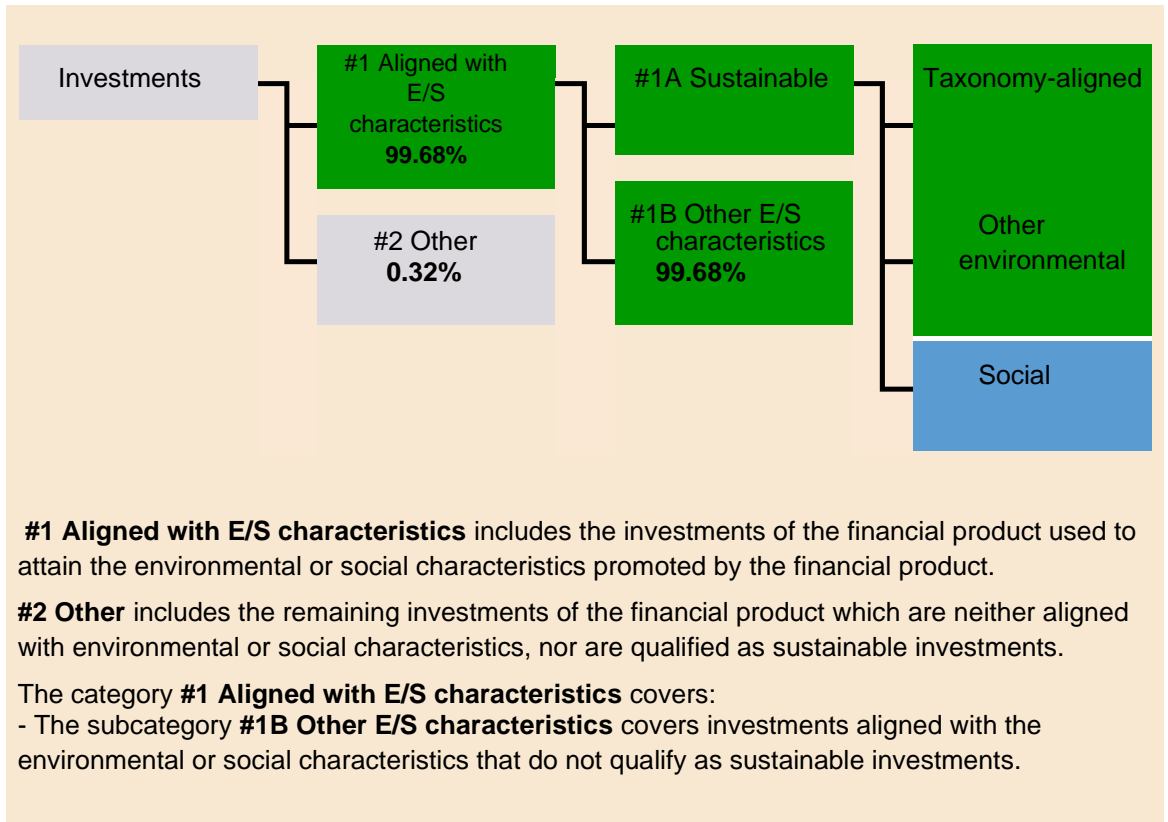 Investments
#1 Aligned with
E/S
characteristics
99.68%
#2 Other
0.32%
#1A Sustainable
#1B Other E/S
characteristics
99.68%
Taxonomy-aligned
Other
environmental
Social
#1 Aligned with E/S characteristics includes the investments of the financial product used to
attain the environmental or social characteristics promoted by the financial product.
#2 Other includes the remaining investments of the financial product which are neither aligned
with environmental or social characteristics, nor are qualified as sustainable investments.
The category #1 Aligned with E/S characteristics covers:
- The subcategory #1B Other E/S characteristics covers investments aligned with the
environmental or social characteristics that do not qualify as sustainable investments.